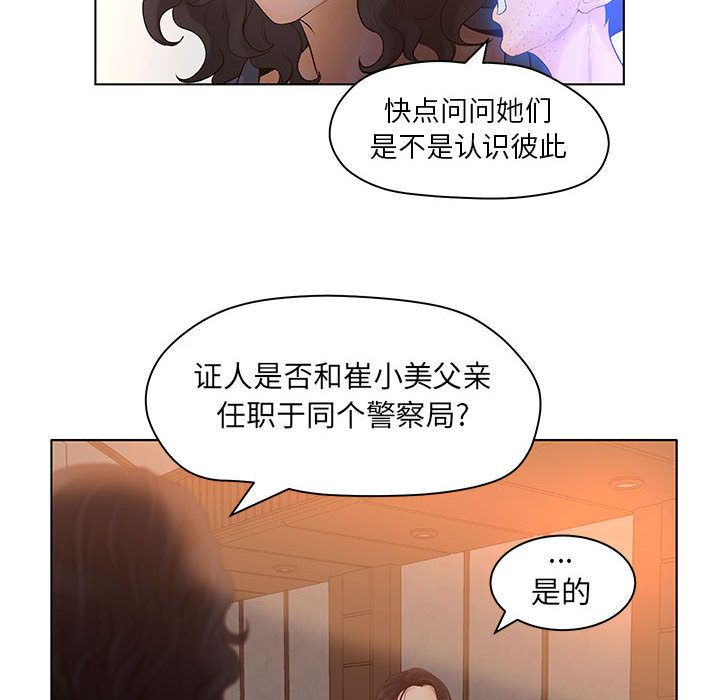 快点问问她们
是不是认识彼此
证人是否和崔小美父亲
任职于同个警察局?
...
是的